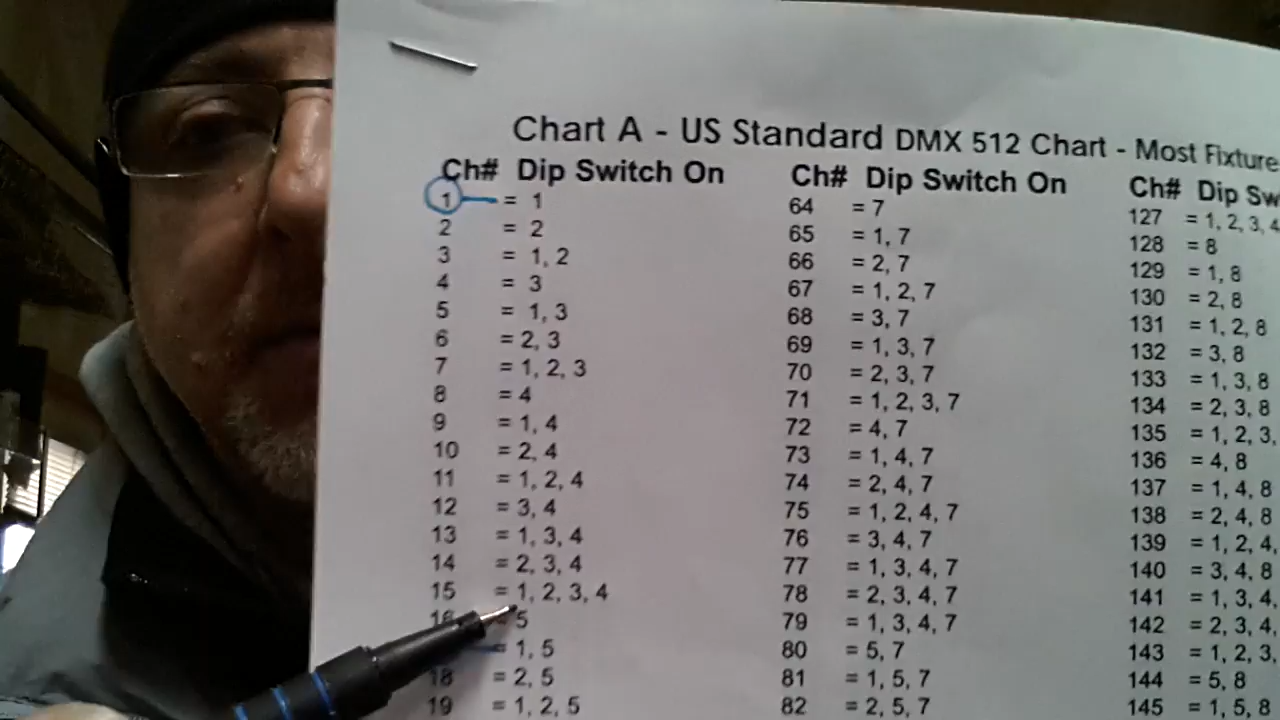 Chart A - US Standard DMX 512 Chart - Most Fixture
Ch# Dip Switch On
1 = 1
2 = 2
3 = 1, 2
4 = 3
5 = 1, 3
6 = 2, 3
7 = 1, 2, 3
8 = 4
9 = 1, 4
10 = 2, 4
11 = 1, 2, 4
12 = 3, 4
13 = 1, 3, 4
14 = 2, 3, 4
15 = 1, 2, 3, 4
16 = 5
= 1, 5
18 = 2, 5
19 = 1, 2, 5
Ch# Dip Switch On
64 = 7
65 = 1, 7
66 = 2, 7
67 = 1, 2, 7
68 = 3, 7
69 = 1, 3, 7
70 = 2, 3, 7
71 = 1, 2, 3, 7
72 = 4, 7
73 = 1, 4, 7
74 = 2, 4, 7
75 = 1, 2, 4, 7
76 = 3, 4, 7
77 = 1, 3, 4, 7
78 = 2, 3, 4, 7
79 = 1, 3, 4, 7
80 = 5, 7
81 = 1, 5, 7
82 = 2, 5, 7
Ch# Dip Sw
127 = 1, 2, 3, 4
128 = 8
129 = 1, 8
130 = 2, 8
131 = 1, 2, 8
132 = 3, 8
133 = 1, 3, 8
134 = 2, 3, 8
135 = 1, 2, 3,
136 = 4, 8
137 = 1, 4, 8
138 = 2, 4, 8
139 = 1, 2, 4,
140 = 3, 4, 8
141 = 1, 3, 4,
142 = 2, 3, 4,
143 = 1, 2, 3,
144 = 5, 8
145 = 1, 5, 8